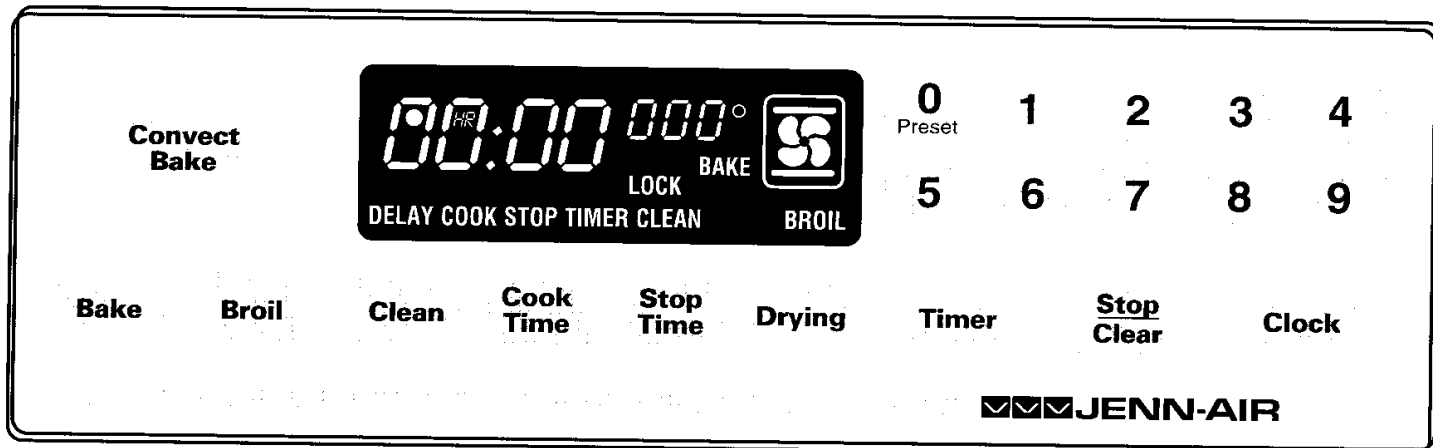 Convect
Bake
00:00 HR 000°
BAKE
LOCK
DELAY COOK STOP TIMER CLEAN BROIL
0 1 2 3 4
Preset
5 6 7 8 9
Bake Broil Clean Cook Time Stop Time Drying Timer Stop/Clear Clock
JENN-AIR